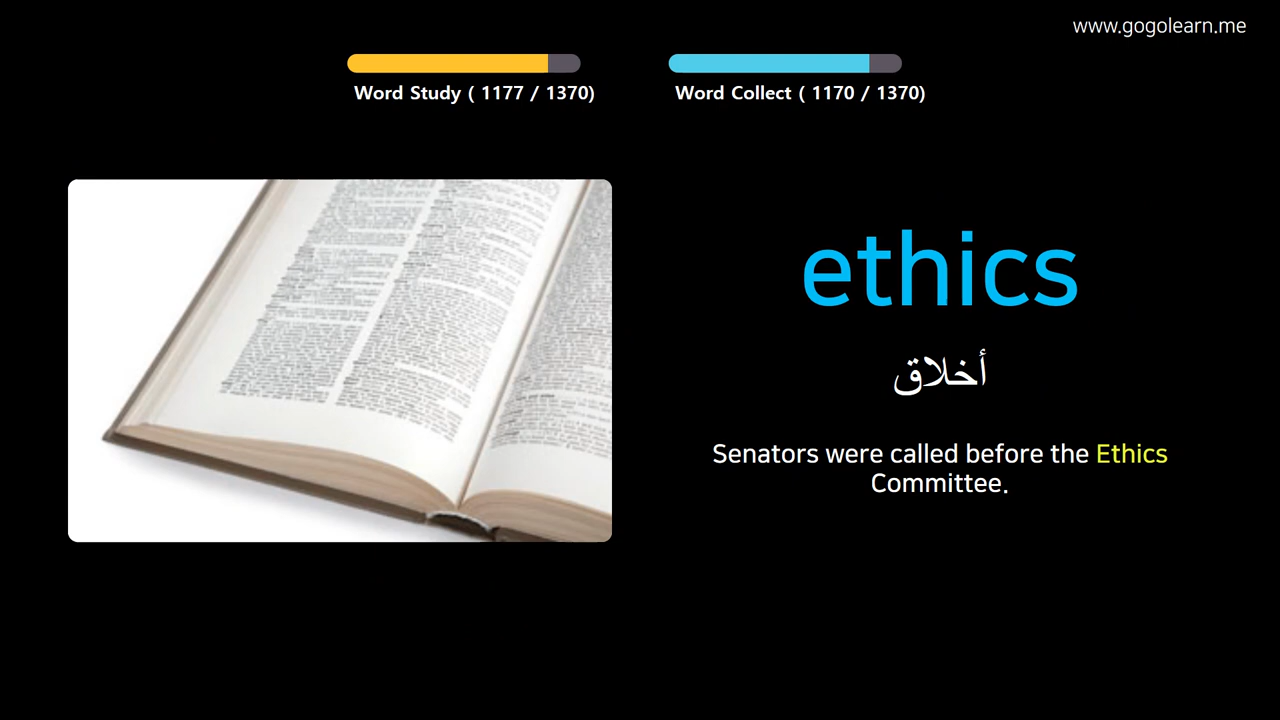 www.gogolearn.me
Word Study ( 1177 / 1370)
Word Collect ( 1170 / 1370)
ethics
أخلاق
Senators were called before the Ethics
Committee.